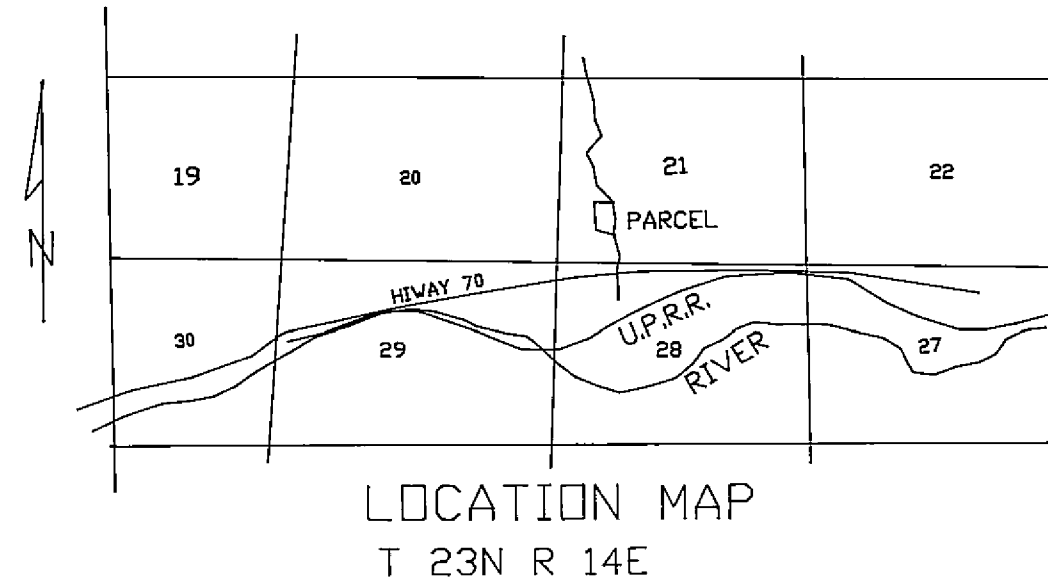 19
20
21
22
PARCEL
N
HIWAY 70
U.P.R.R.
30
29
28
27
RIVER
LOCATION MAP
T 23N R 14E